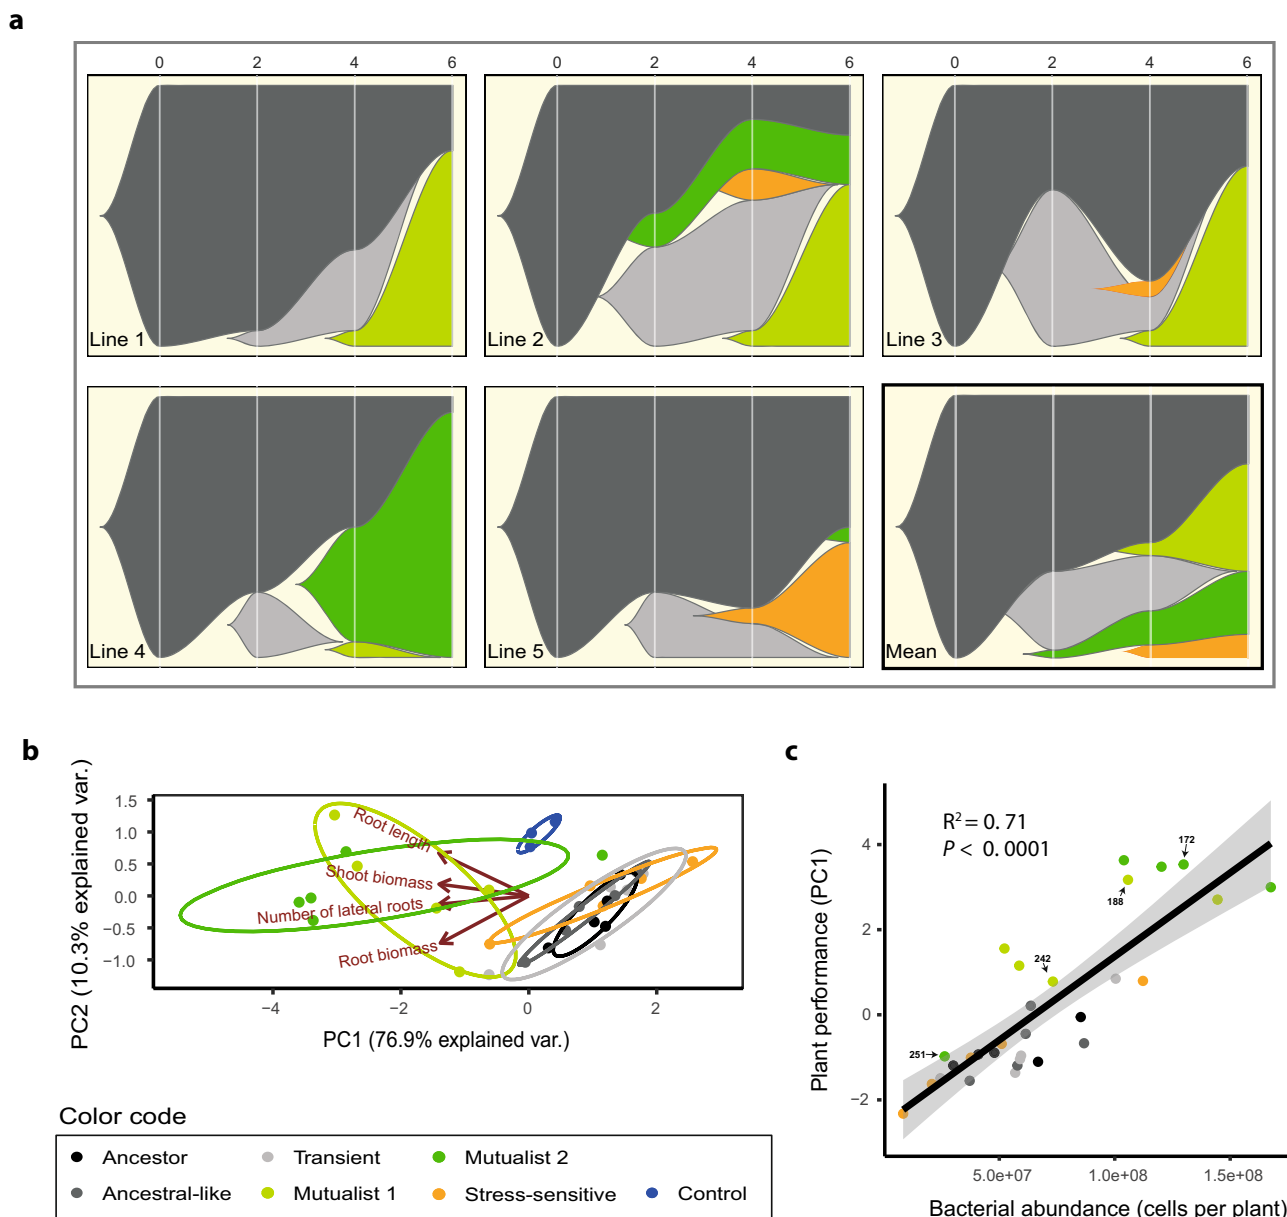 a
0 2 4 6
0 2 4 6
0 2 4 6
Line 1
Line 2
Line 3
Line 4
Line 5
Mean
b
PC2 (10.3% explained var.)
1.5
1.0
0.5
0.0
−0.5
−1.0
Root length
Shoot biomass
Number of lateral roots
Root biomass
−4 −2 0 2
PC1 (76.9% explained var.)
c
Plant performance (PC1)
4
2
0
−2
R² = 0. 71
P < 0. 0001
172
188
242
251
5.0e+07 1.0e+08 1.5e+08
Bacterial abundance (cells per plant)
Color code
Ancestor Transient Mutualist 2
Ancestral-like Mutualist 1 Stress-sensitive Control